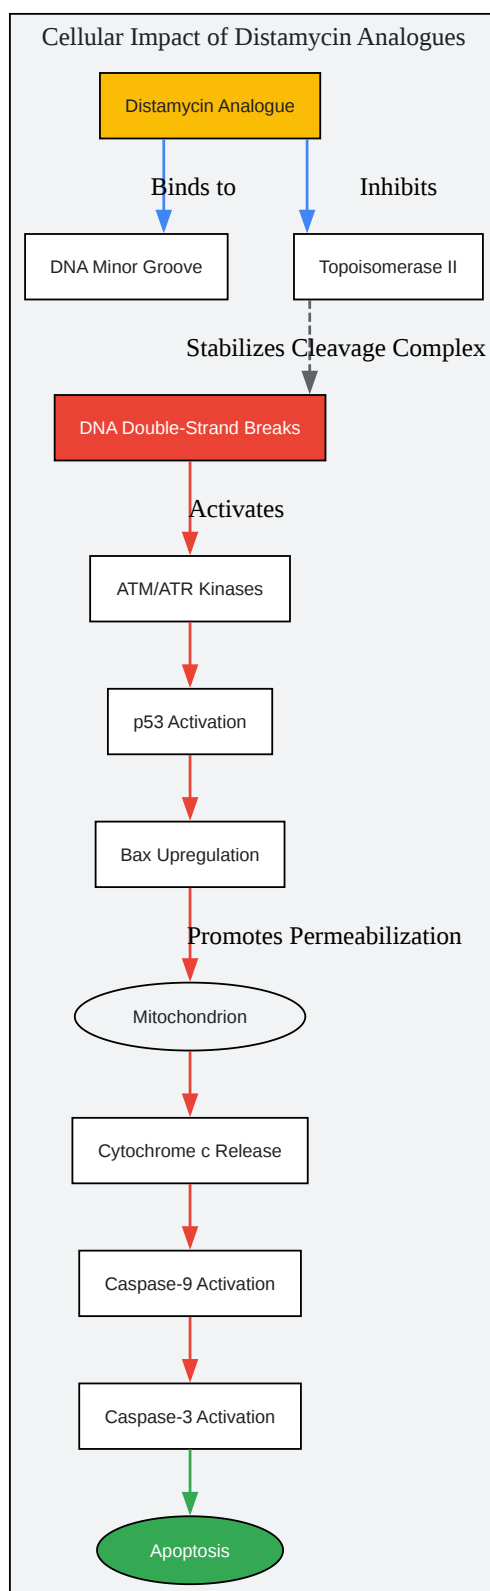 Cellular Impact of Distamycin Analogues
Distamycin Analogue
Binds to
Inhibits
DNA Minor Groove
Topoisomerase II
Stabilizes Cleavage Complex
DNA Double-Strand Breaks
Activates
ATM/ATR Kinases
p53 Activation
Bax Upregulation
Promotes Permeabilization
Mitochondrion
Cytochrome c Release
Caspase-9 Activation
Caspase-3 Activation
Apoptosis